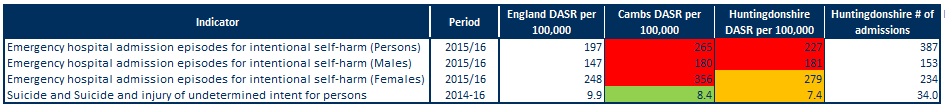 Indicator Period England DASR per 100,000 Cambs DASR per 100,000 Huntingdonshire DASR per 100,000 Huntingdonshire # of admissions
Emergency hospital admission episodes for intentional self-harm (Persons) 2015/16 197 265 227 387
Emergency hospital admission episodes for intentional self-harm (Males) 2015/16 147 180 181 153
Emergency hospital admission episodes for intentional self-harm (Females) 2015/16 248 356 279 234
Suicide and Suicide and injury of undetermined intent for persons 2014-16 9.9 8.4 7.4 34.0